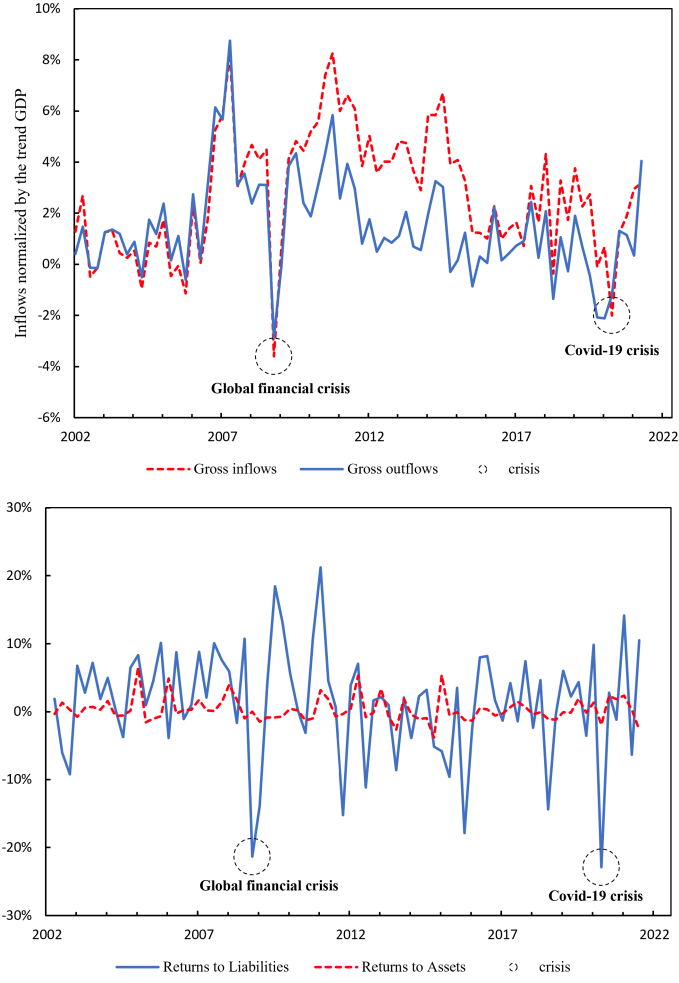 10%
8%
6%
4%
2%
0%
-2%
-4%
-6%
Inflows normalized by the trend GDP
Global financial crisis
Covid-19 crisis
2002 2007 2012 2017 2022
Gross inflows Gross outflows crisis
30%
20%
10%
0%
-10%
-20%
-30%
Global financial crisis
Covid-19 crisis
2002 2007 2012 2017 2022
Returns to Liabilities Returns to Assets crisis